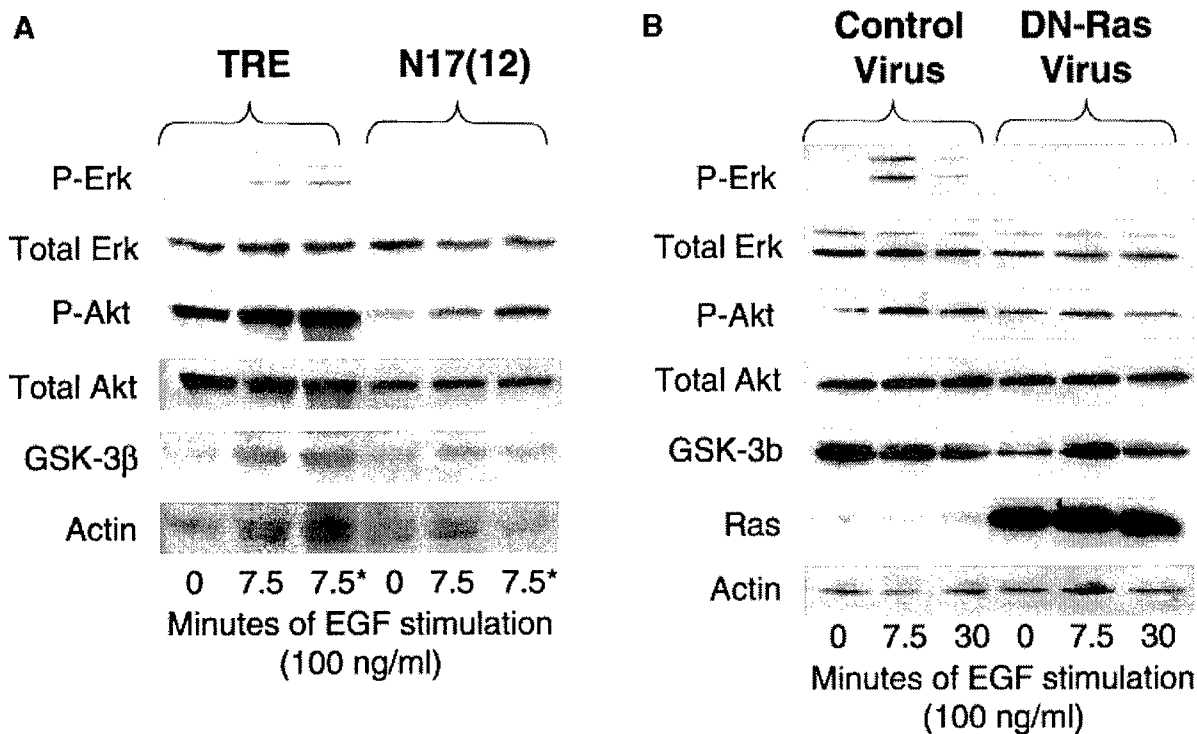 A
TRE N17(12)
P-Erk
Total Erk
P-Akt
Total Akt
GSK-3β
Actin
0 7.5 7.5* 0 7.5 7.5*
Minutes of EGF stimulation
(100 ng/ml)
B
Control DN-Ras
Virus Virus
P-Erk
Total Erk
P-Akt
Total Akt
GSK-3b
Ras
Actin
0 7.5 30 0 7.5 30
Minutes of EGF stimulation
(100 ng/ml)